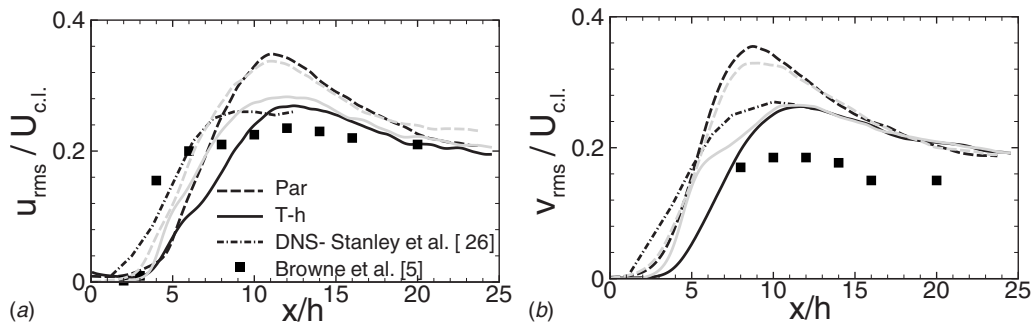 0.4
0.2
0
u_rms / U_c.l.
Par
T-h
DNS- Stanley et al. [ 26]
Browne et al. [5]
0 5 10 15 20 25
x/h
(a)
0.4
0.2
0
v_rms / U_c.l.
0 5 10 15 20 25
x/h
(b)